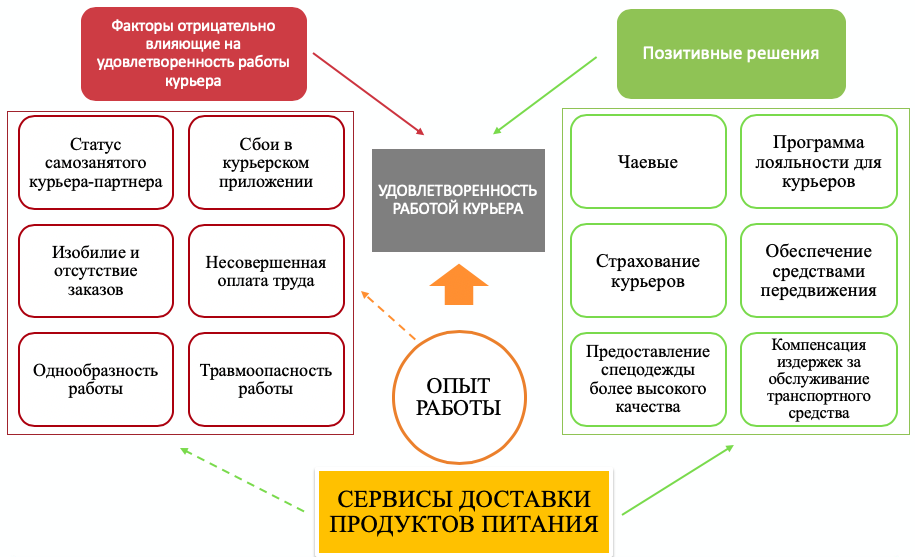 Факторы отрицательно
влияющие на
удовлетворенность работы
курьера
Позитивные решения
Статус
самозанятого
курьера-партнера
Сбои в
курьерском
приложении
Изобилие и
отсутствие
заказов
Несовершенная
оплата труда
Однообразность
работы
Травмоопасность
работы
УДОВЛЕТВОРЕННОСТЬ
РАБОТОЙ КУРЬЕРА
Чаевые
Программа
лояльности для
курьеров
Страхование
курьеров
Обеспечение
средствами
передвижения
Предоставление
спецодежды
более высокого
качества
Компенсация
издержек за
обслуживание
транспортного
средства
ОПЫТ
РАБОТЫ
СЕРВИСЫ ДОСТАВКИ
ПРОДУКТОВ ПИТАНИЯ